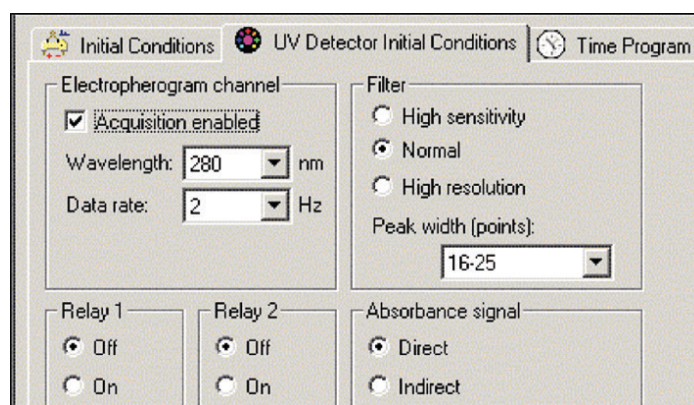 Initial Conditions
UV Detector Initial Conditions
Time Program
Electropherogram channel
Acquisition enabled
Wavelength: 280 nm
Data rate: 2 Hz
Filter
High sensitivity
Normal
High resolution
Peak width (points):
16-25
Relay 1
Off
On
Relay 2
Off
On
Absorbance signal
Direct
Indirect